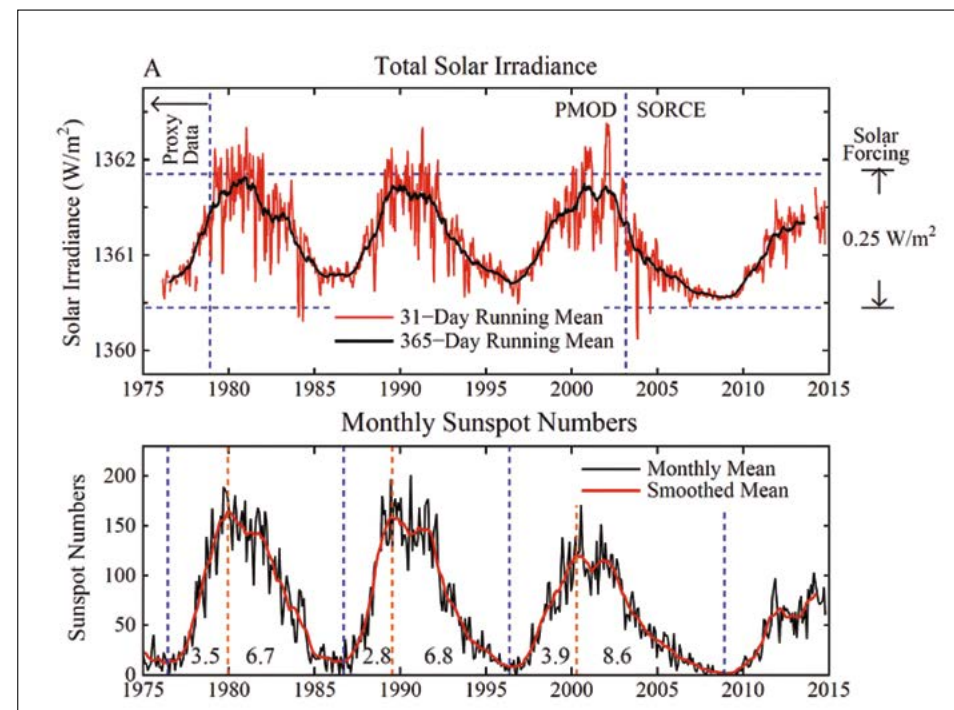 A
Total Solar Irradiance
Proxy
Data
PMOD
SORCE
Solar
Forcing
0.25 W/m²
Solar Irradiance (W/m²)
1362
1361
1360
31–Day Running Mean
365–Day Running Mean
1975 1980 1985 1990 1995 2000 2005 2010 2015
Monthly Sunspot Numbers
Sunspot Numbers
200
150
100
50
0
Monthly Mean
Smoothed Mean
3.5 6.7 2.8 6.8 3.9 8.6
1975 1980 1985 1990 1995 2000 2005 2010 2015